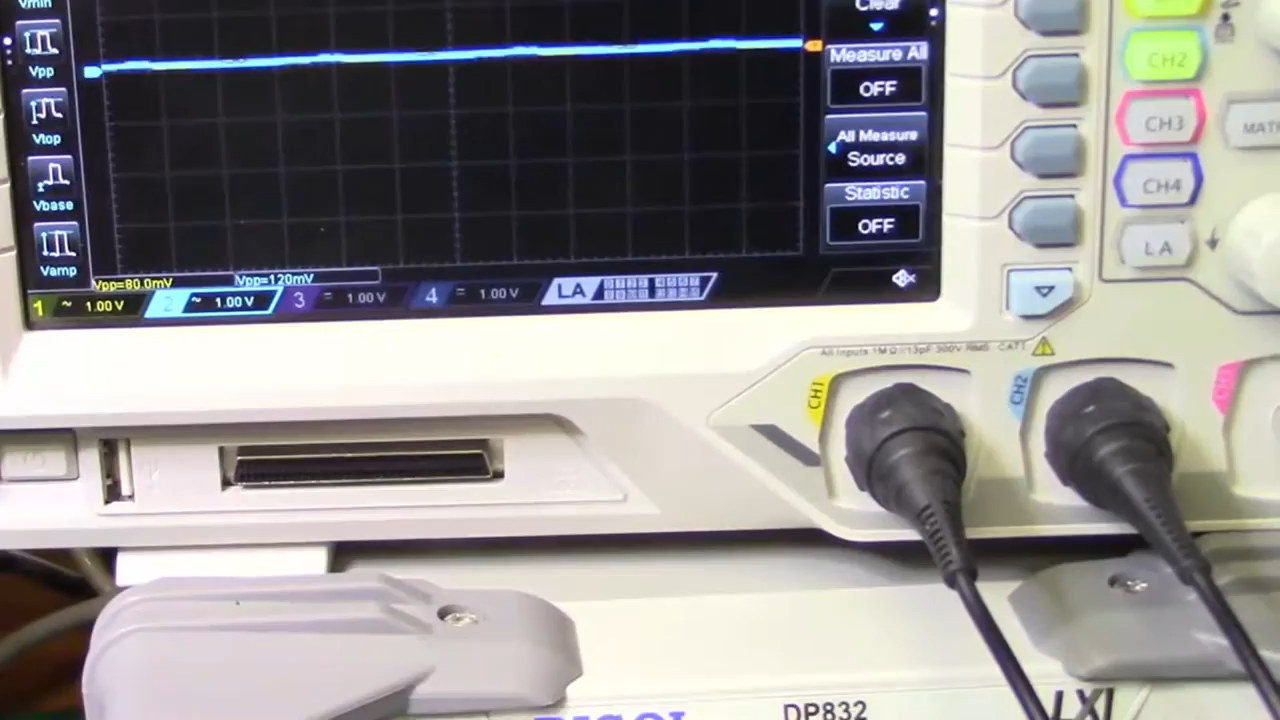 Vmin
Vpp
Vtop
Vbase
Vamp
Clear
Measure All
OFF
All Measure
Source
Statistic
OFF
Vpp=80.0mV
Vpp=120mV
1 ~ 1.00 V
2 ~ 1.00 V
3 = 1.00 V
4 = 1.00 V
LA
CH2
CH3
CH4
LA
MATH
All Inputs 1MΩ//13pF 300V RMS CAT I
CH1
CH2
RIGOL
DP832
LXI